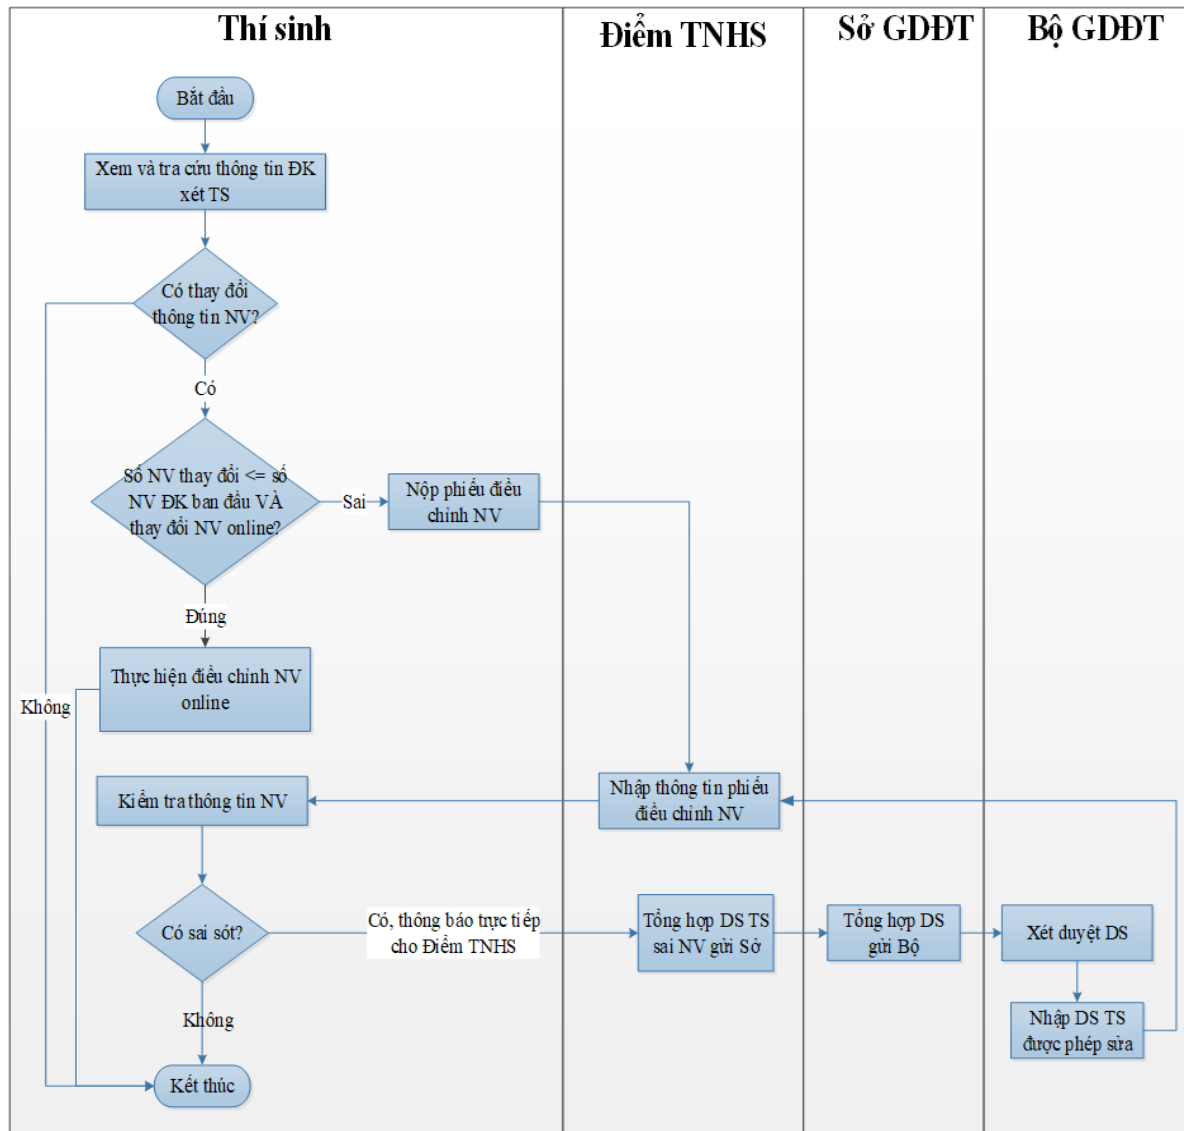 Thí sinh
Điểm TNHS
Sở GDĐT
Bộ GDĐT
Bắt đầu
Xem và tra cứu thông tin ĐK
xét TS
Có thay đổi
thông tin NV?
Có
Số NV thay đổi <= số
NV ĐK ban đầu VÀ
thay đổi NV online?
Sai
Nộp phiếu điều
chỉnh NV
Đúng
Thực hiện điều chỉnh NV
online
Không
Kiểm tra thông tin NV
Nhập thông tin phiếu
điều chỉnh NV
Có sai sót?
Có, thông báo trực tiếp
cho Điểm TNHS
Tổng hợp DS TS
sai NV gửi Sở
Tổng hợp DS
gửi Bộ
Xét duyệt DS
Nhập DS TS
được phép sửa
Không
Kết thúc